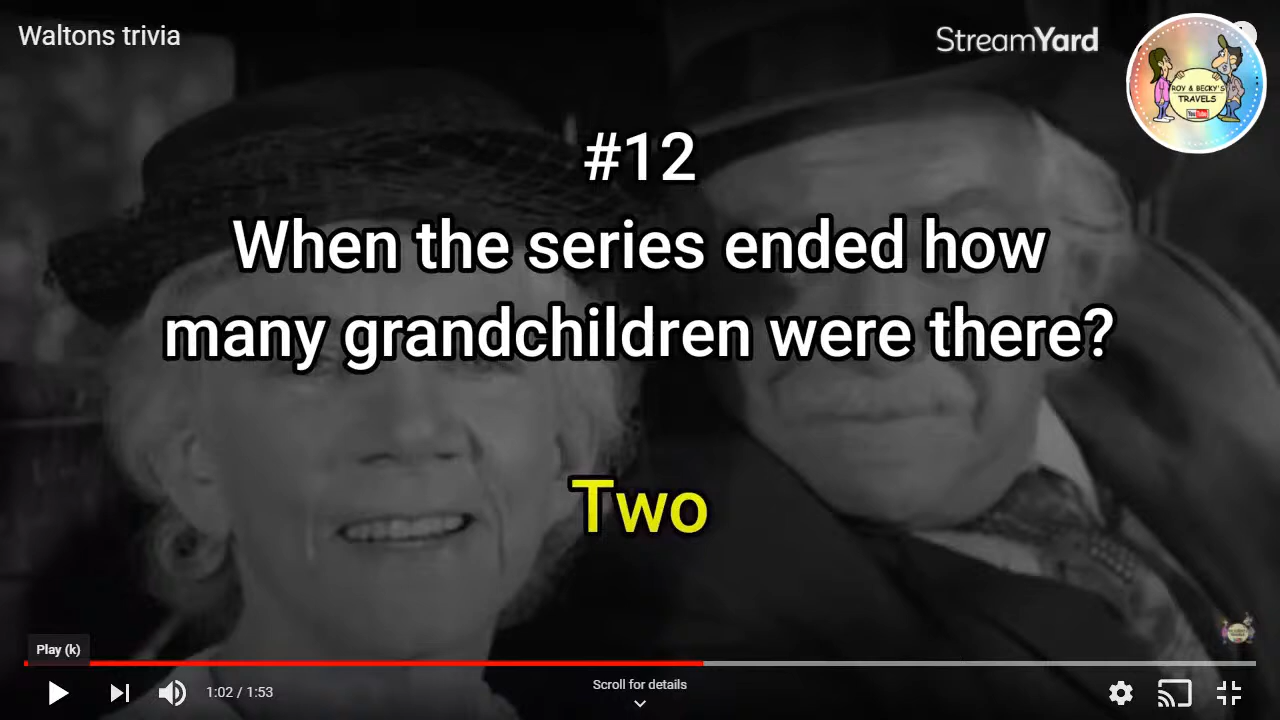 Waltons trivia
StreamYard
ROY & BECKY'S
TRAVELS
#12
When the series ended how
many grandchildren were there?
Two
Play (k)
1:02 / 1:53
Scroll for details